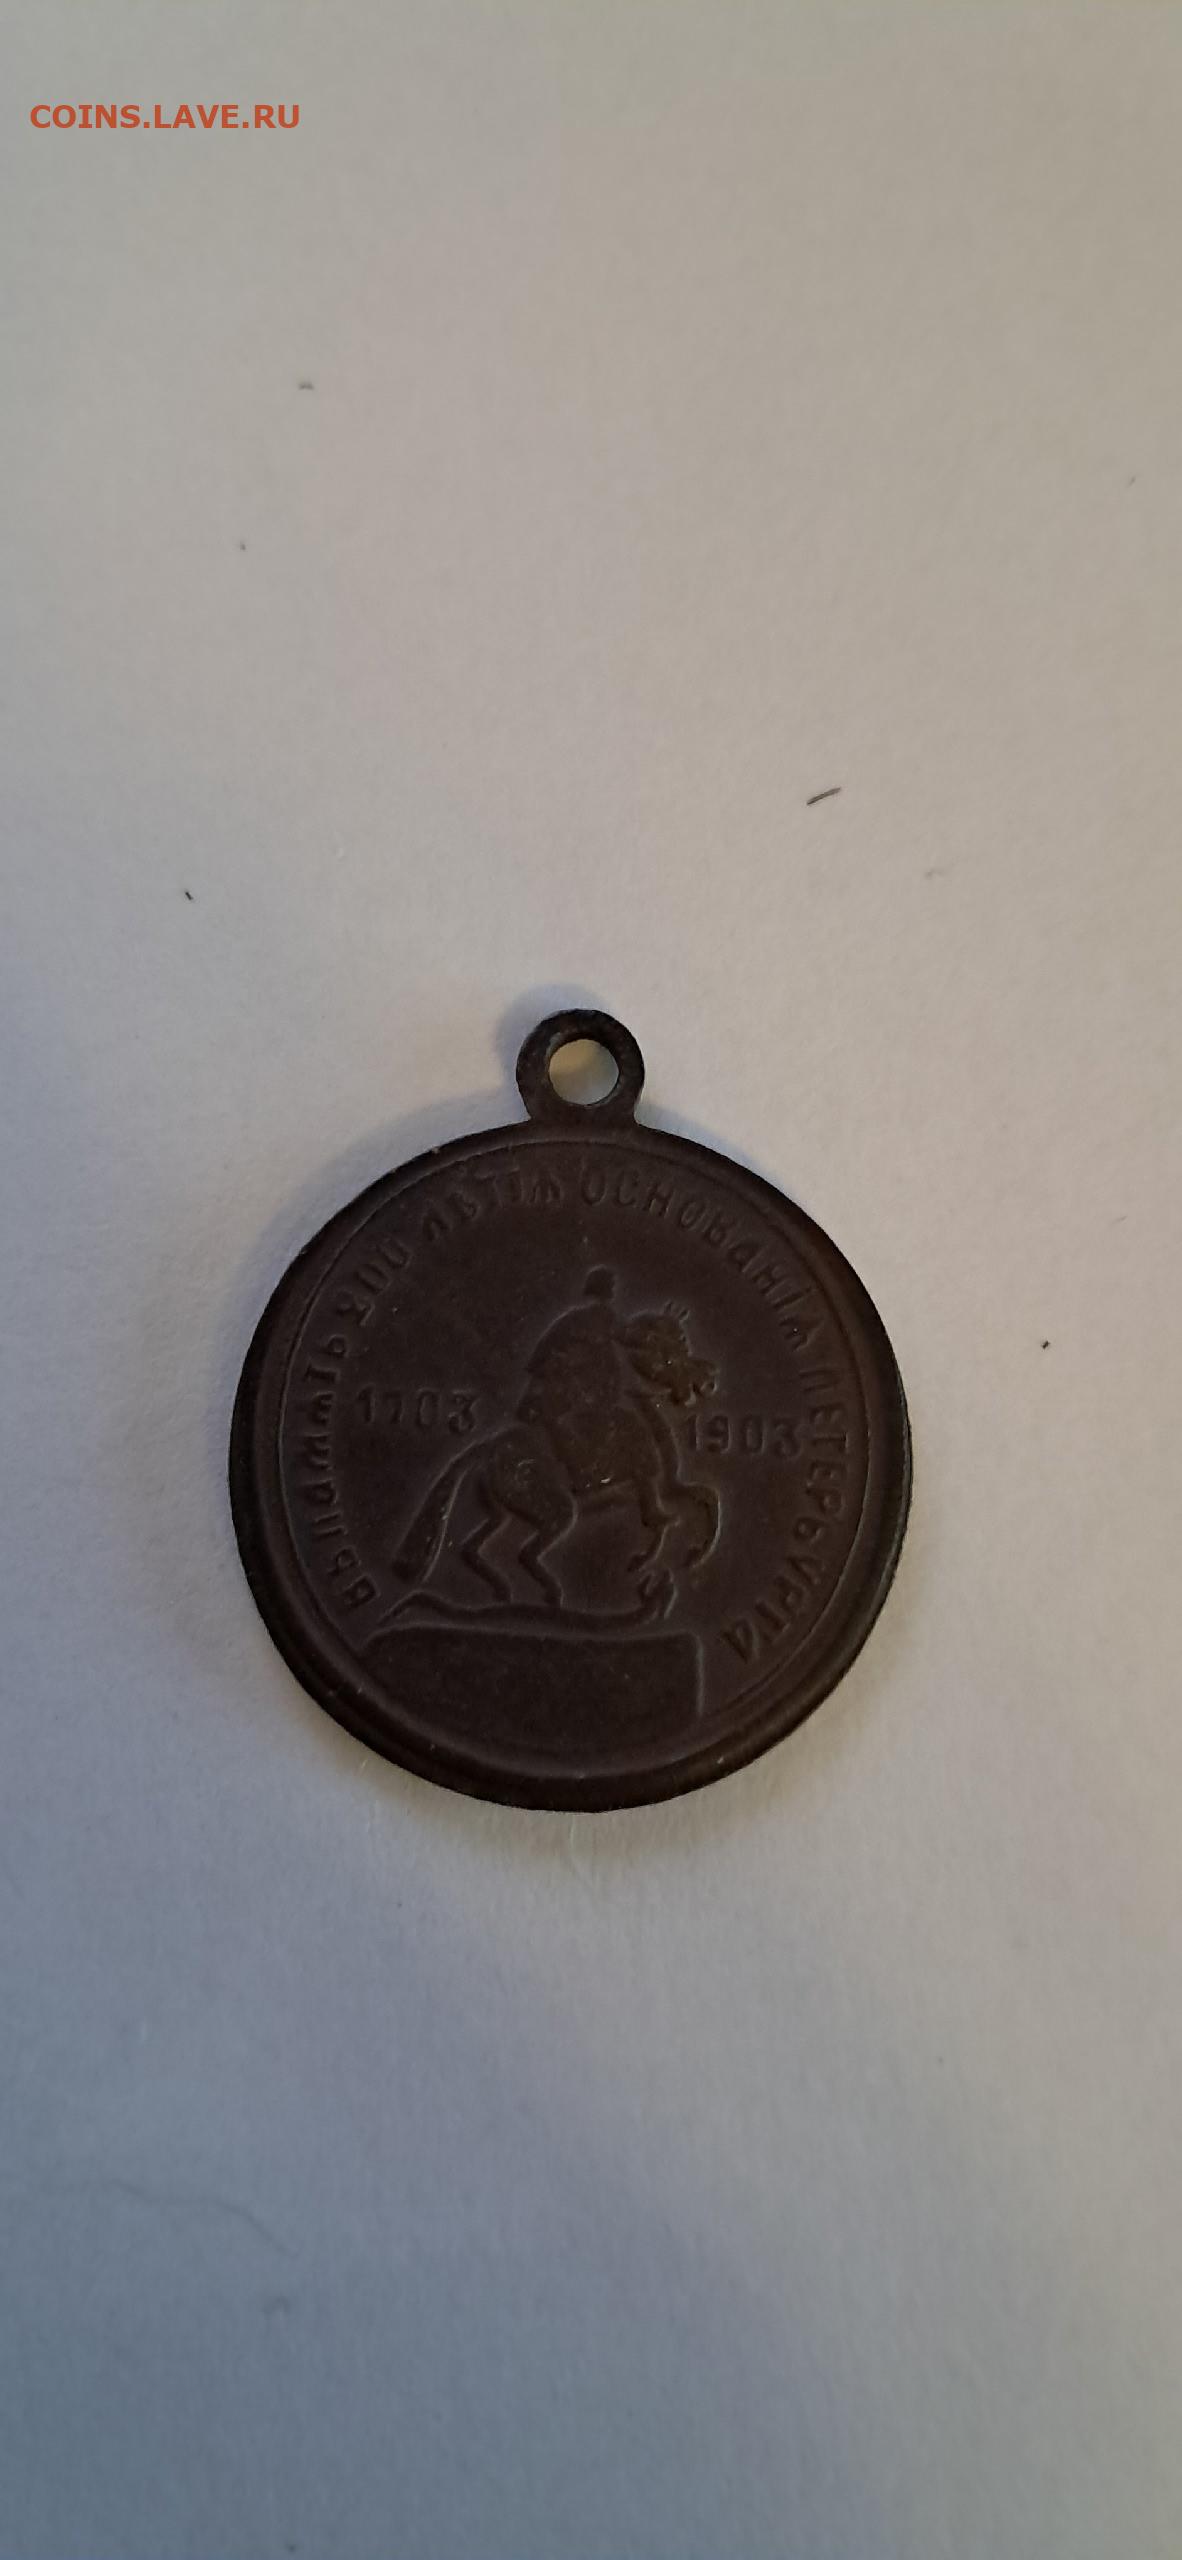 COINS.LAVE.RU
ВЪ ПАМЯТЬ 200 ЛѢТІЯ ОСНОВАНІЯ ПЕТЕРБУРГА
1703
1903